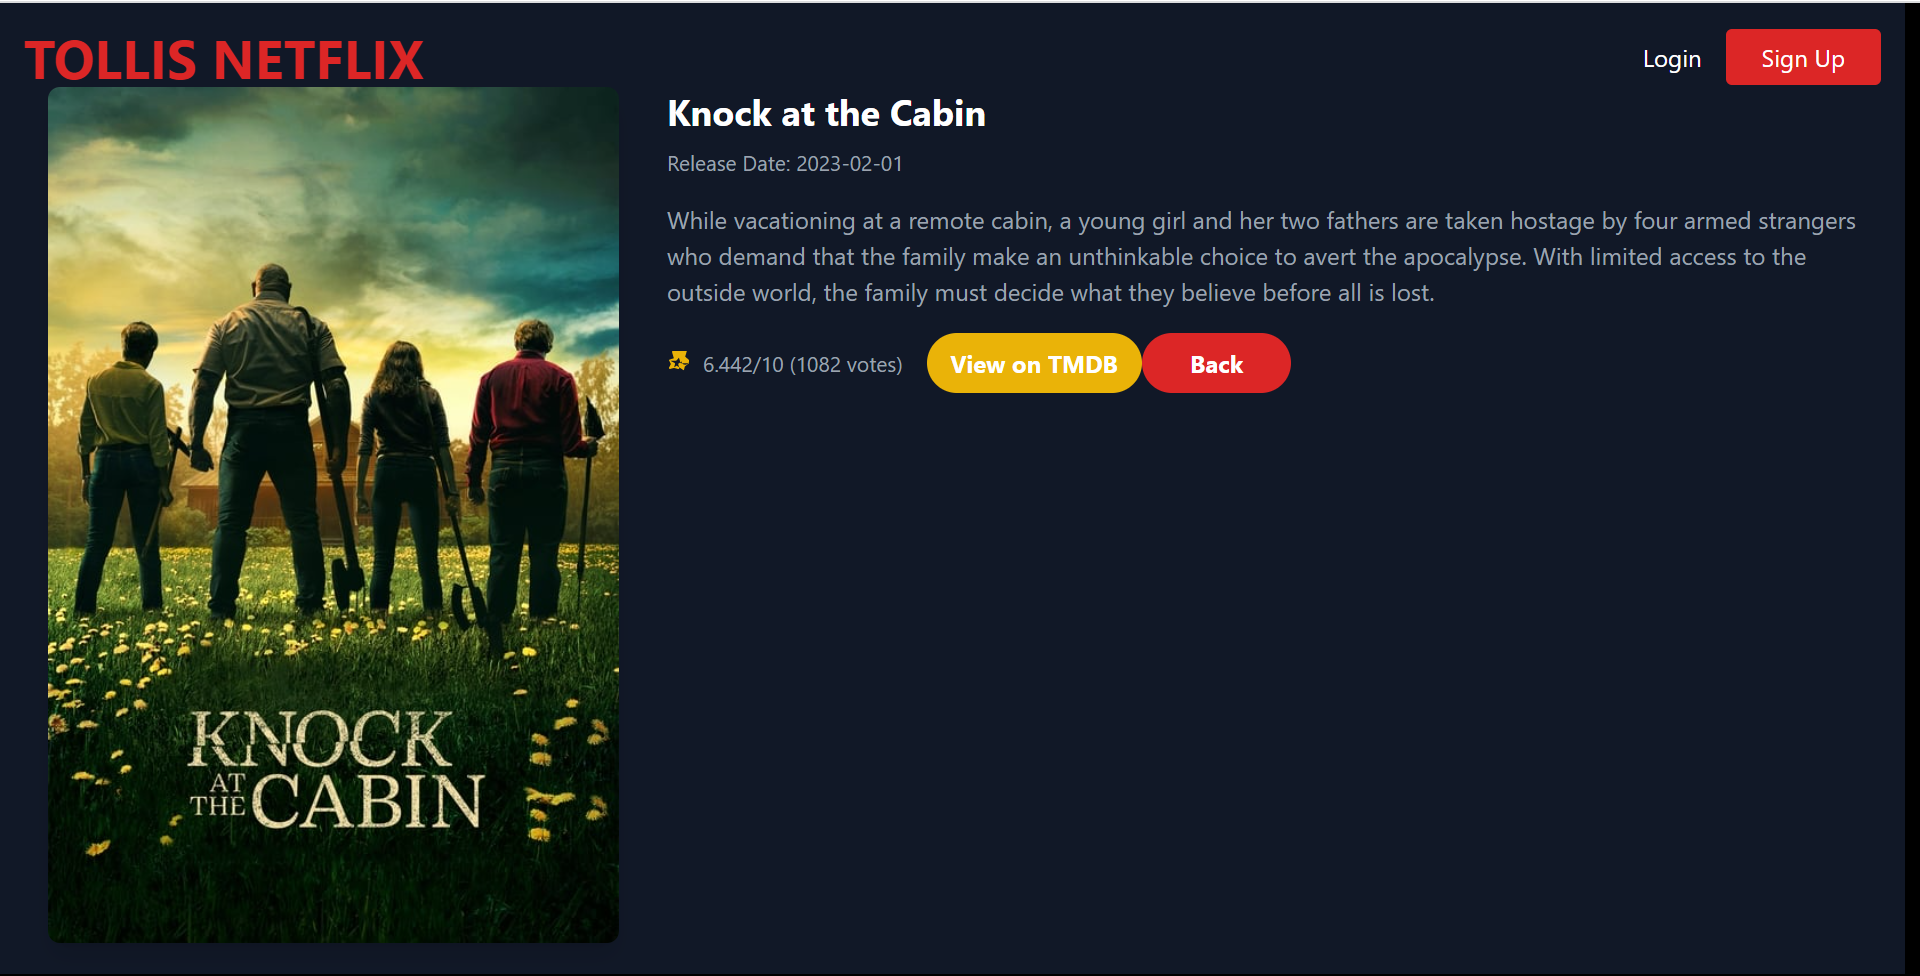 TOLLIS NETFLIX
Login
Sign Up
Knock at the Cabin
Release Date: 2023-02-01
While vacationing at a remote cabin, a young girl and her two fathers are taken hostage by four armed strangers
who demand that the family make an unthinkable choice to avert the apocalypse. With limited access to the
outside world, the family must decide what they believe before all is lost.
6.442/10 (1082 votes)
View on TMDB
Back
KNOCK
AT
THE CABIN